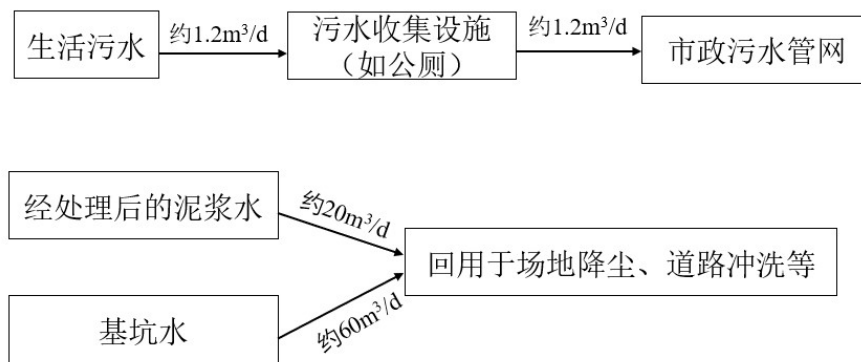 生活污水
约1.2m³/d
污水收集设施
（如公厕）
约1.2m³/d
市政污水管网
经处理后的泥浆水
约20m³/d
回用于场地降尘、道路冲洗等
基坑水
约60m³/d